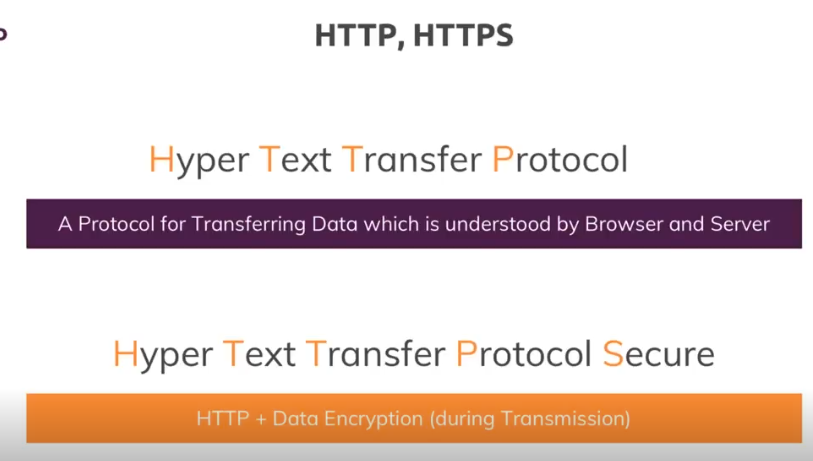 HTTP, HTTPS
Hyper Text Transfer Protocol
A Protocol for Transferring Data which is understood by Browser and Server
Hyper Text Transfer Protocol Secure
HTTP + Data Encryption (during Transmission)